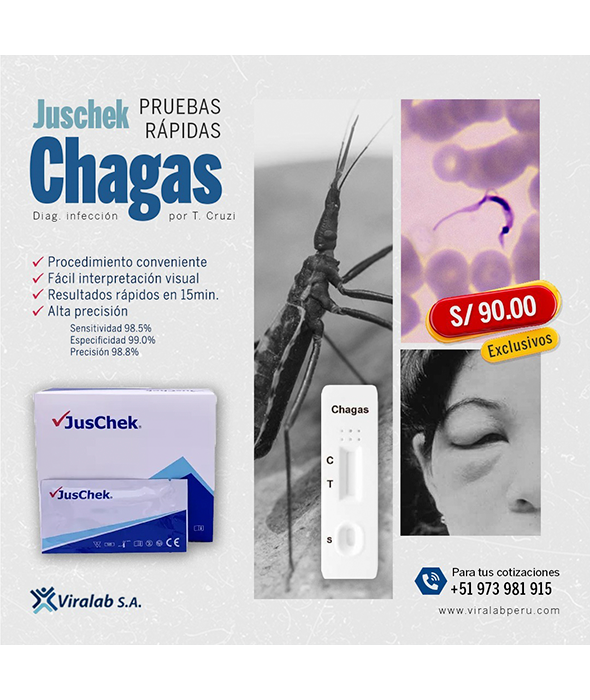 Juschek PRUEBAS
RÁPIDAS
Chagas
Diag. infección por T. Cruzi
Procedimiento conveniente
Fácil interpretación visual
Resultados rápidos en 15min.
Alta precisión
Sensitividad 98.5%
Especificidad 99.0%
Precisión 98.8%
S/ 90.00
Exclusivos
JusChek®
JusChek®
CE
Chagas
C
T
S
Viralab S.A.
Para tus cotizaciones
+51 973 981 915
www.viralabperu.com